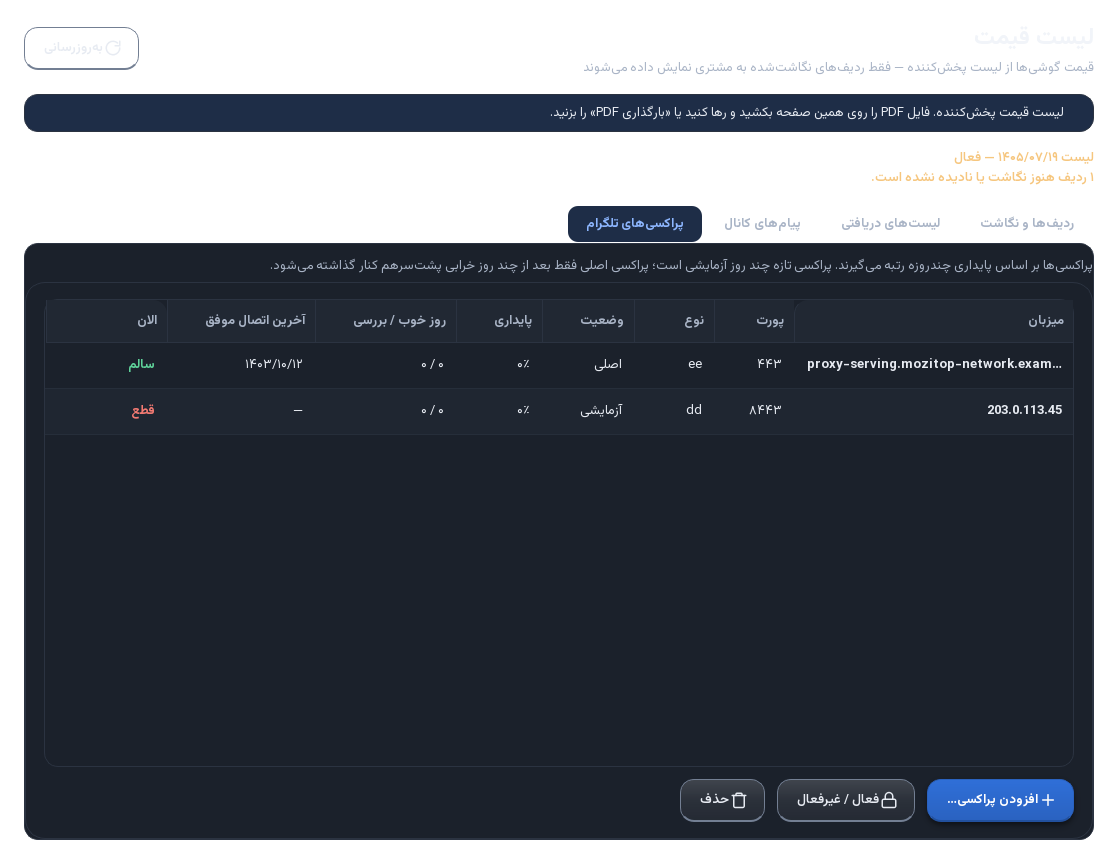 لیست قیمت
به‌روزرسانی
قیمت گوشی‌ها از لیست پخش‌کننده — فقط ردیف‌های نگاشت‌شده به مشتری نمایش داده می‌شوند
لیست قیمت پخش‌کننده. فایل PDF را روی همین صفحه بکشید و رها کنید یا «بارگذاری PDF» را بزنید.
لیست ۱۴۰۵/۰۷/۱۹ — فعال
۱ ردیف هنوز نگاشت یا نادیده نشده است.
ردیف‌ها و نگاشت لیست‌های دریافتی پیام‌های کانال پراکسی‌های تلگرام
پراکسی‌ها بر اساس پایداری چندروزه رتبه می‌گیرند. پراکسی تازه چند روز آزمایشی است؛ پراکسی اصلی فقط بعد از چند روز خرابی پشت‌سرهم کنار گذاشته می‌شود.
میزبان پورت نوع وضعیت پایداری روز خوب / بررسی آخرین اتصال موفق الان
proxy-serving.mozitop-network.exam... ۴۴۳ ee اصلی ۰٪ ۰ / ۰ ۱۴۰۳/۱۰/۱۲ سالم
203.0.113.45 ۸۴۴۳ dd آزمایشی ۰٪ ۰ / ۰ — قطع
افزودن پراکسی... فعال / غیرفعال حذف